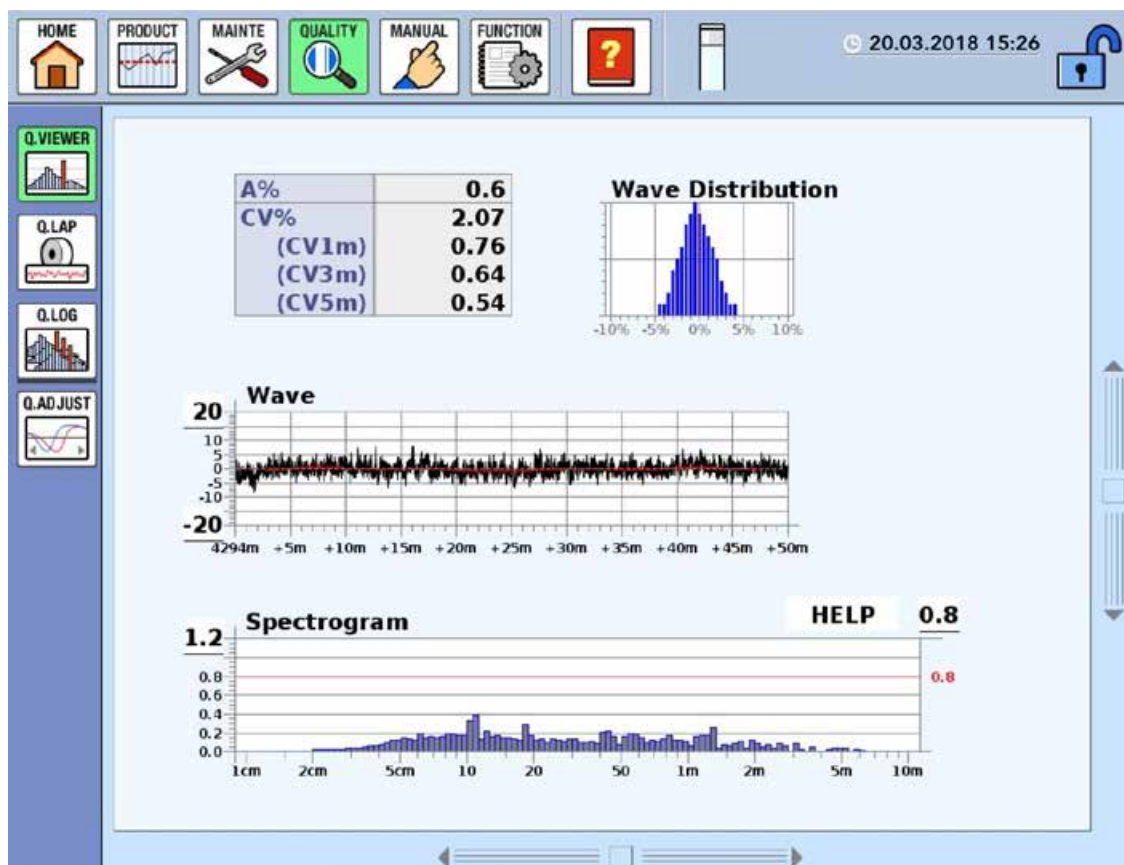 HOME PRODUCT MAINTE QUALITY MANUAL FUNCTION ? 20.03.2018 15:26
Q.VIEWER
Q.LAP
Q.LOG
Q.ADJUST
A% 0.6
CV% 2.07
(CV1m) 0.76
(CV3m) 0.64
(CV5m) 0.54
Wave Distribution
-10% -5% 0% 5% 10%
Wave
20
10
5
0
-5
-10
-20
4294m +5m +10m +15m +20m +25m +30m +35m +40m +45m +50m
Spectrogram HELP 0.8
1.2
0.8 0.8
0.6
0.4
0.2
0.0
1cm 2cm 5cm 10 20 50 1m 2m 5m 10m